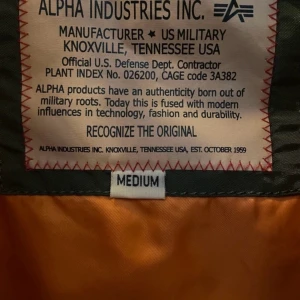 ALPHA INDUSTRIES INC.
MANUFACTURER ★ US MILITARY
KNOXVILLE, TENNESSEE USA
Official U.S. Defense Dept. Contractor
PLANT INDEX No. 026200, CAGE code 3A382
ALPHA products have an authenticity born out of
military roots. Today this is fused with modern
influences in technology, fashion and durability.
RECOGNIZE THE ORIGINAL
ALPHA INDUSTRIES INC. KNOXVILLE, TENNESSEE USA, EST. OCTOBER 1959
MEDIUM